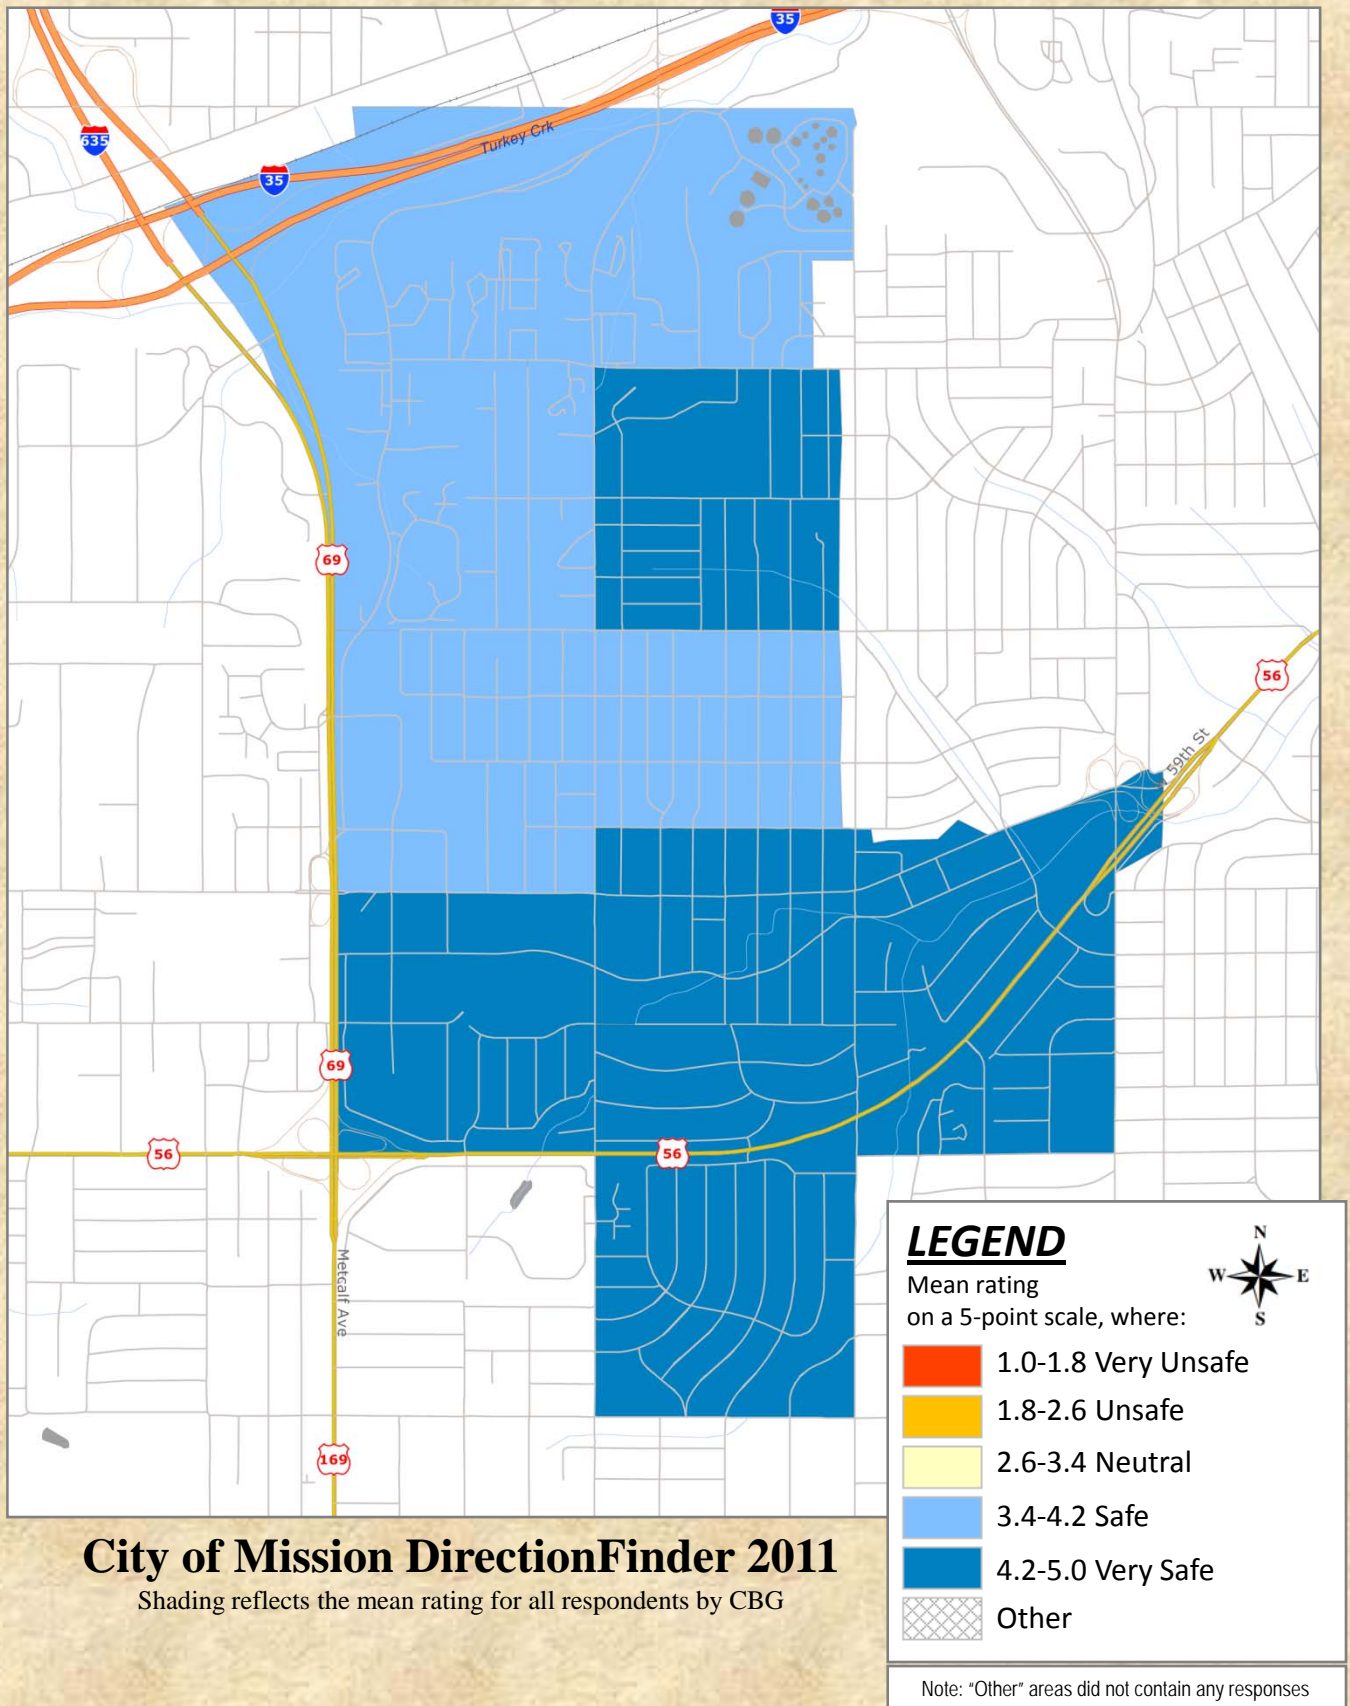 35
635
35
Turkey Crk
69
56
59th St
69
56
56
Metcalf Ave
169
LEGEND
N
W E
S
Mean rating
on a 5-point scale, where:
1.0-1.8 Very Unsafe
1.8-2.6 Unsafe
2.6-3.4 Neutral
3.4-4.2 Safe
4.2-5.0 Very Safe
Other
City of Mission DirectionFinder 2011
Shading reflects the mean rating for all respondents by CBG
Note: “Other” areas did not contain any responses